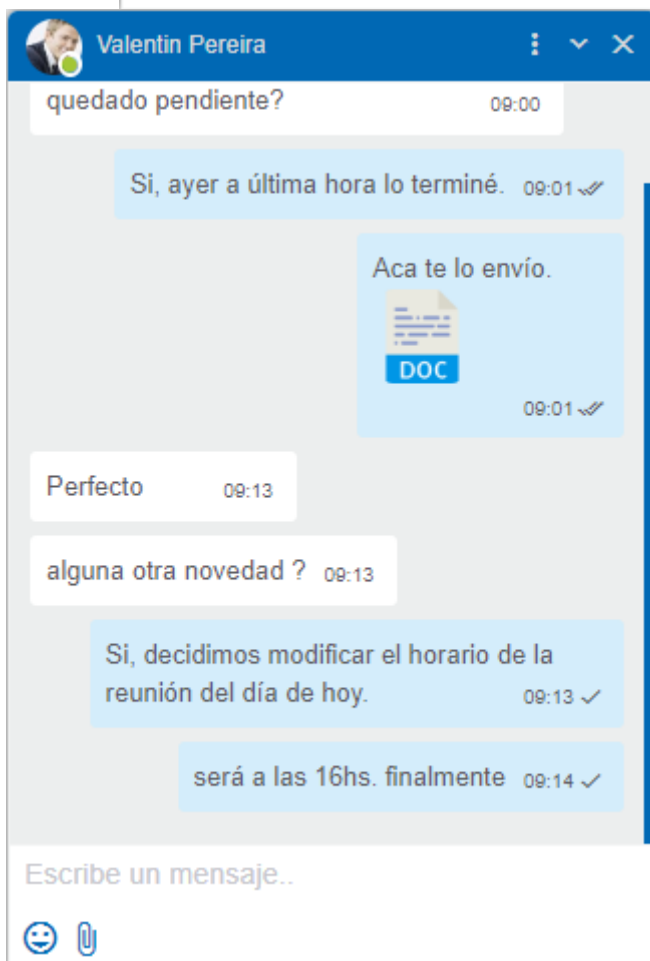 Valentin Pereira
quedado pendiente?
09:00
Si, ayer a última hora lo terminé. 09:01
Aca te lo envío.
DOC
09:01
Perfecto 09:13
alguna otra novedad ? 09:13
Si, decidimos modificar el horario de la
reunión del día de hoy. 09:13
será a las 16hs. finalmente 09:14
Escribe un mensaje..